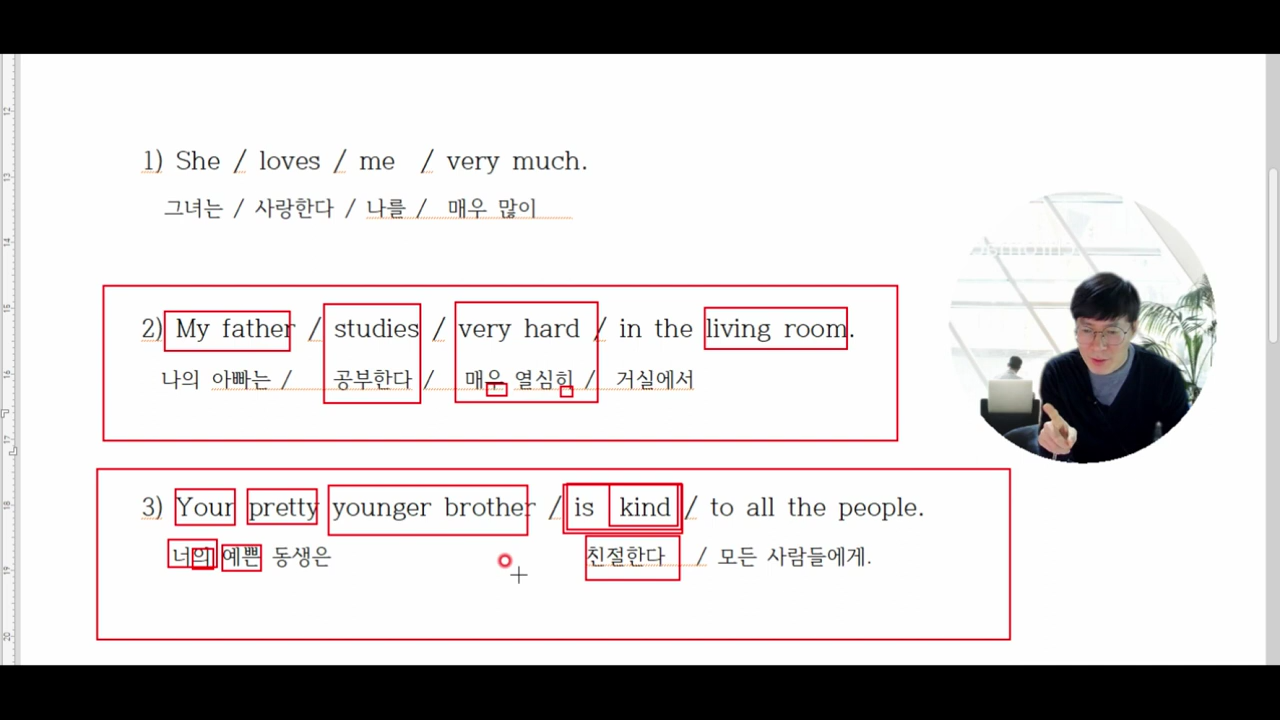 1) She / loves / me / very much.
그녀는 / 사랑한다 / 나를 / 매우 많이
2) My father / studies / very hard / in the living room.
나의 아빠는 / 공부한다 / 매우 열심히 / 거실에서
3) Your pretty younger brother / is kind / to all the people.
너의 예쁜 동생은 친절한다 / 모든 사람들에게.